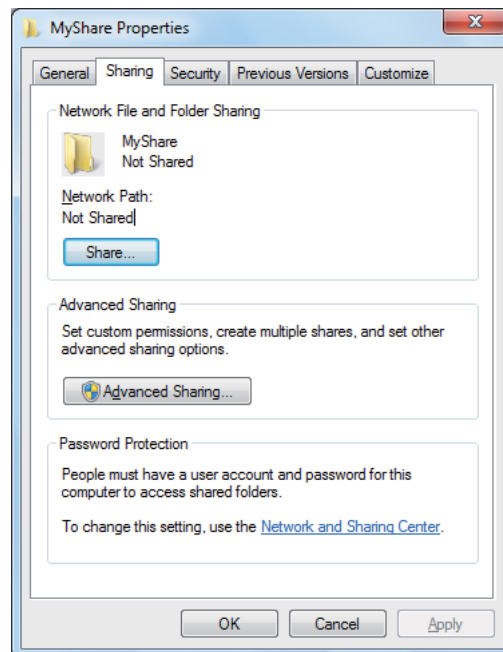 MyShare Properties
General Sharing Security Previous Versions Customize
Network File and Folder Sharing
MyShare
Not Shared
Network Path:
Not Shared
Share...
Advanced Sharing
Set custom permissions, create multiple shares, and set other
advanced sharing options.
Advanced Sharing...
Password Protection
People must have a user account and password for this
computer to access shared folders.
To change this setting, use the Network and Sharing Center.
OK Cancel Apply